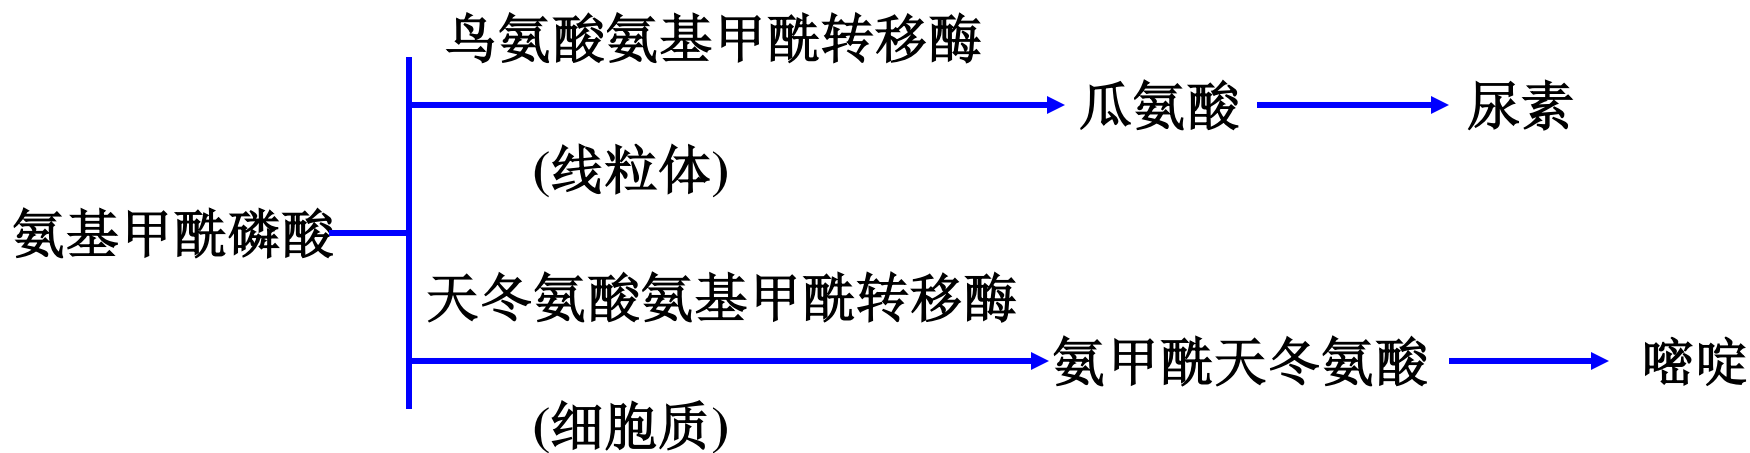 鸟氨酸氨基甲酰转移酶
瓜氨酸
尿素
(线粒体)
氨基甲酰磷酸
天冬氨酸氨基甲酰转移酶
氨甲酰天冬氨酸
嘧啶
(细胞质)